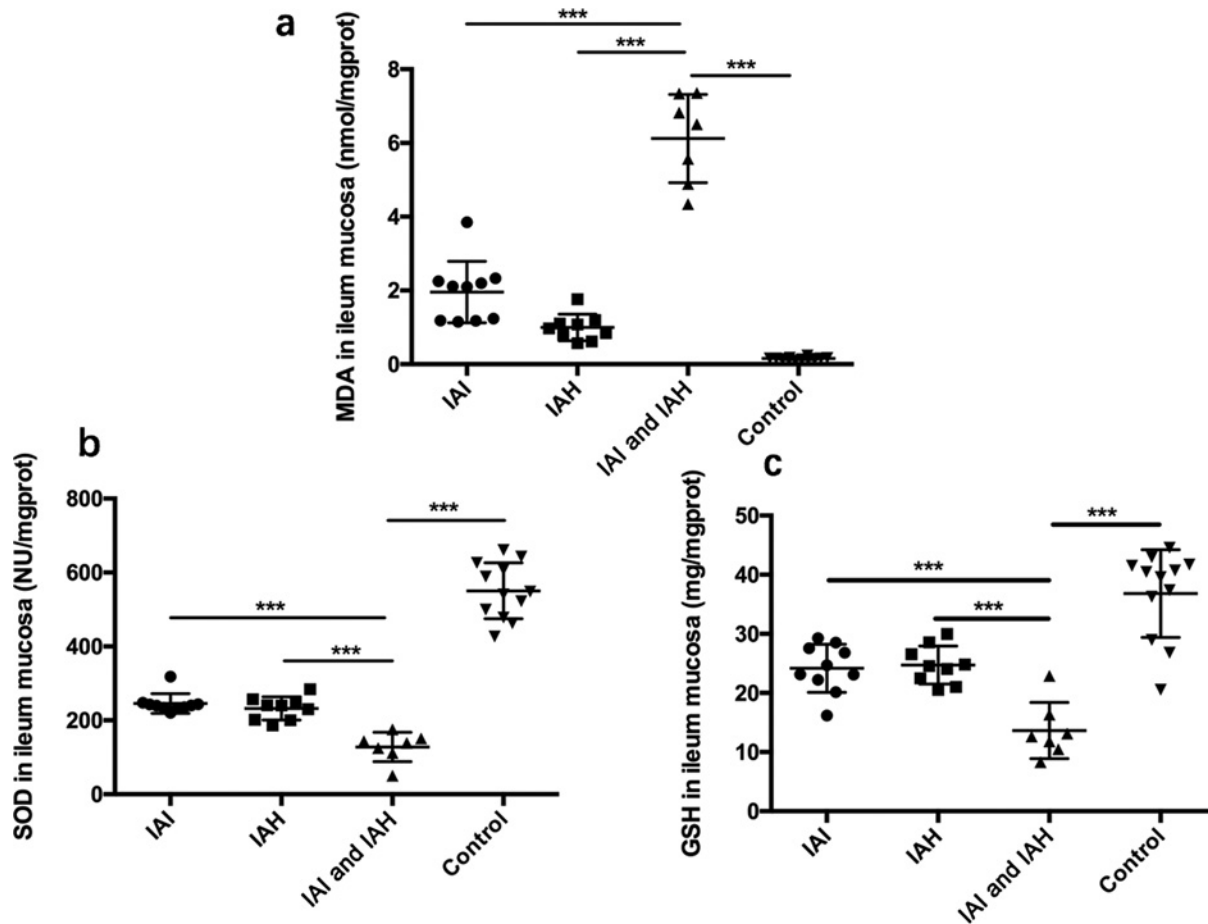 a
***
***
***
MDA in ileum mucosa (nmol/mgprot)
8
6
4
2
0
IAI
IAH
IAI and IAH
Control
b
***
***
***
SOD in ileum mucosa (NU/mgprot)
800
600
400
200
0
IAI
IAH
IAI and IAH
Control
c
***
***
***
GSH in ileum mucosa (mg/mgprot)
50
40
30
20
10
0
IAI
IAH
IAI and IAH
Control